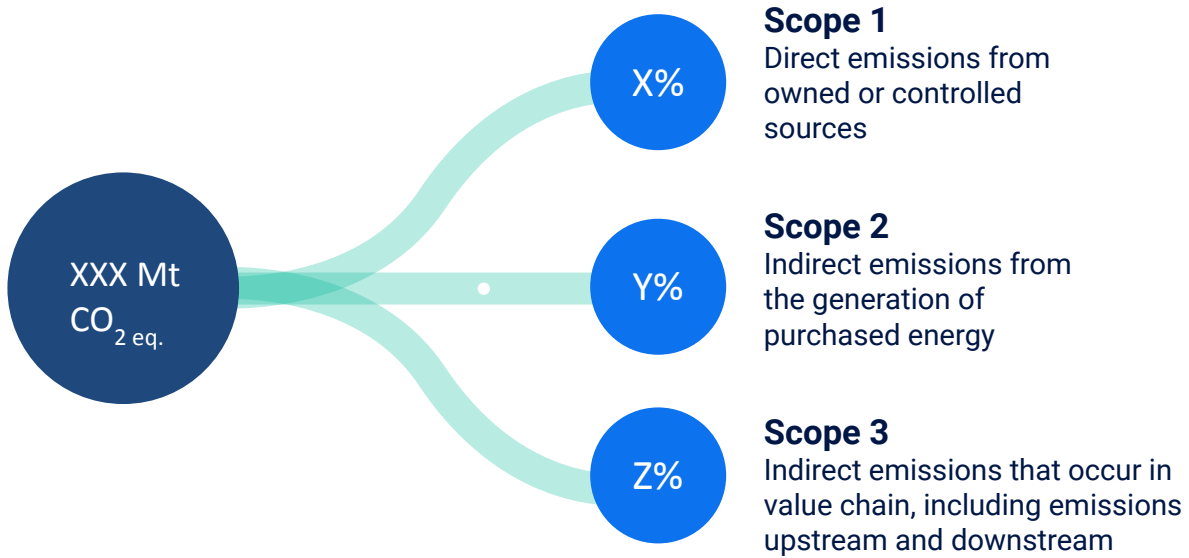 XXX Mt
CO2 eq.
X%
Scope 1
Direct emissions from
owned or controlled
sources
Y%
Scope 2
Indirect emissions from
the generation of
purchased energy
Z%
Scope 3
Indirect emissions that occur in
value chain, including emissions
upstream and downstream